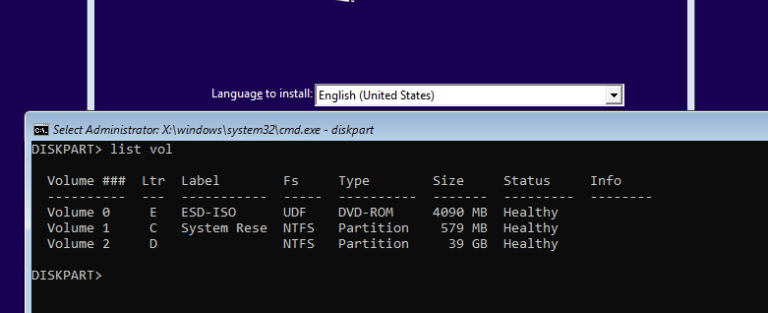 Language to install: English (United States)
Select Administrator: X:\windows\system32\cmd.exe - diskpart
DISKPART> list vol
Volume ### Ltr Label Fs Type Size Status Info
---------- --- ----------- ----- ---------- ------- --------- --------
Volume 0 E ESD-ISO UDF DVD-ROM 4090 MB Healthy
Volume 1 C System Rese NTFS Partition 579 MB Healthy
Volume 2 D NTFS Partition 39 GB Healthy
DISKPART>